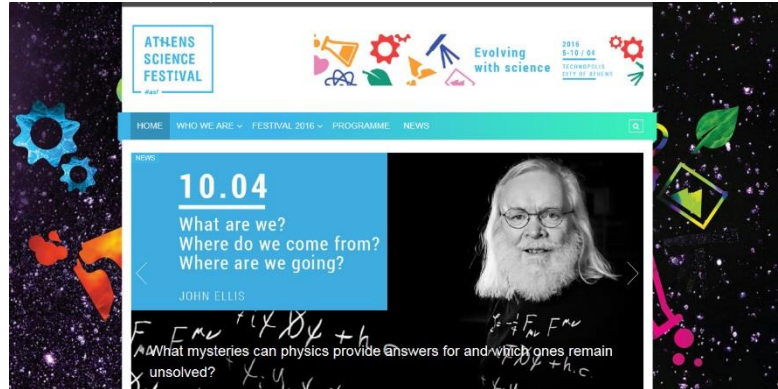 ATHENS
SCIENCE
FESTIVAL
#asf
Evolving
with science
2016
5-10 / 04
TECHNOPOLIS
CITY OF ATHENS
HOME WHO WE ARE FESTIVAL 2016 PROGRAMME NEWS
NEWS
10.04
What are we?
Where do we come from?
Where are we going?
JOHN ELLIS
What mysteries can physics provide answers for and which ones remain
unsolved?